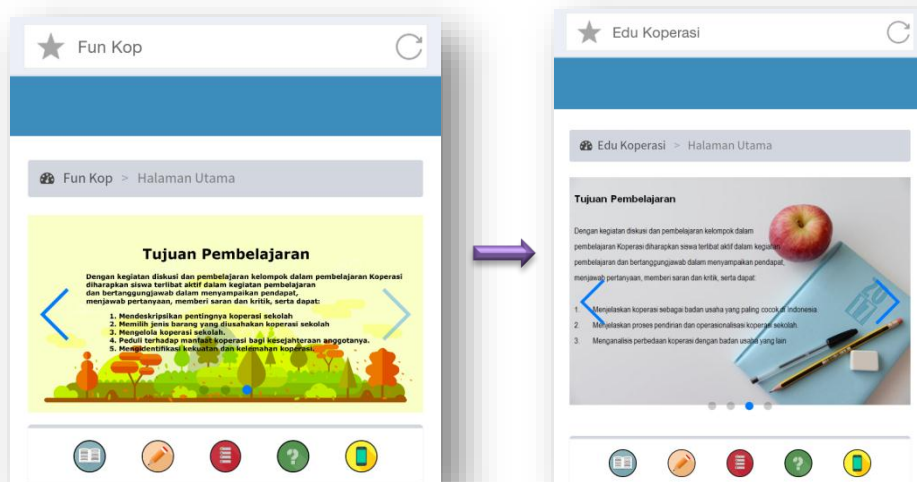 Fun Kop
Fun Kop > Halaman Utama
Tujuan Pembelajaran
Dengan kegiatan diskusi dan pembelajaran kelompok dalam pembelajaran Koperasi
diharapkan siswa terlibat aktif dalam kegiatan pembelajaran
dan bertanggungjawab dalam menyampaikan pendapat,
menjawab pertanyaan, memberi saran dan kritik, serta dapat:
1. Mendeskripsikan pentingnya koperasi sekolah
2. Memilih jenis barang yang diusahakan koperasi sekolah
3. Mengelola koperasi sekolah.
4. Peduli terhadap manfaat koperasi bagi kesejahteraan anggotanya.
5. Mengidentifikasi kekuatan dan kelemahan koperasi.
Edu Koperasi
Edu Koperasi > Halaman Utama
Tujuan Pembelajaran
Dengan kegiatan diskusi dan pembelajaran kelompok dalam
pembelajaran Koperasi diharapkan siswa terlibat aktif dalam kegiatan
pembelajaran dan bertanggungjawab dalam menyampaikan pendapat,
menjawab pertanyaan, memberi saran dan kritik, serta dapat:
1. Menjelaskan koperasi sebagai badan usaha yang paling cocok di Indonesia
2. Menjelaskan proses pendirian dan operasionalisasi koperasi sekolah.
3. Menganalisis perbedaan koperasi dengan badan usaha yang lain